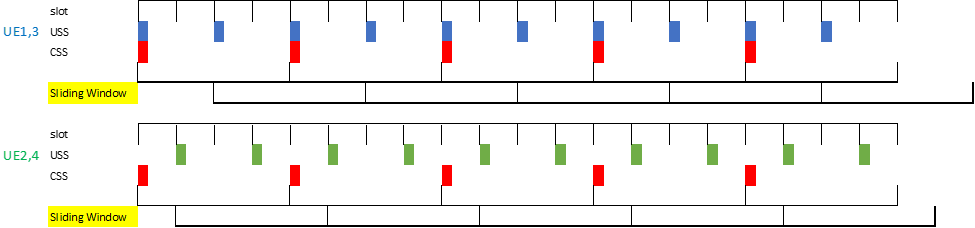 slot
UE1,3 USS
CSS
Sliding Window
slot
UE2,4 USS
CSS
Sliding Window